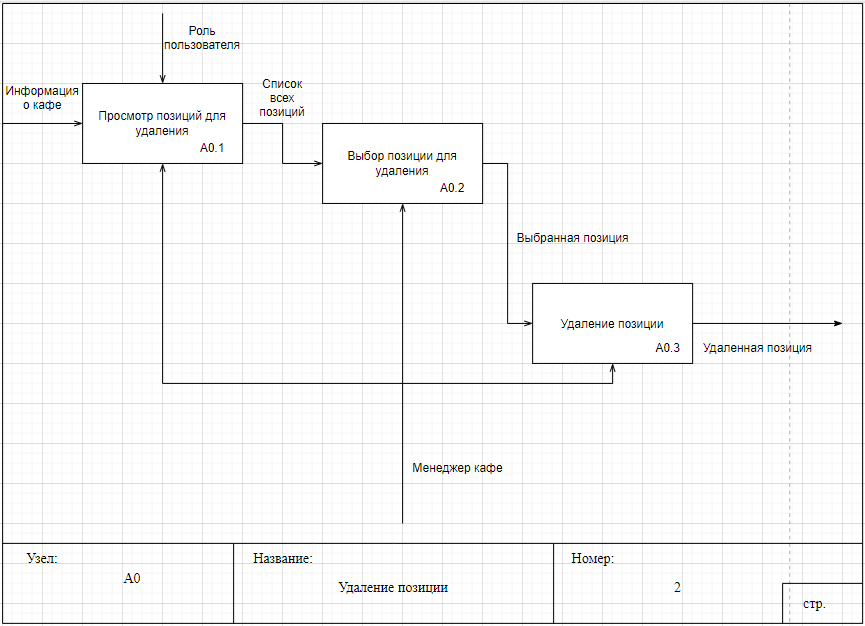 Роль
пользователя
Информация
о кафе
Просмотр позиций для
удаления
А0.1
Список
всех
позиций
Выбор позиции для
удаления
А0.2
Выбранная позиция
Удаление позиции
А0.3
Удаленная позиция
Менеджер кафе
Узел:
А0
Название:
Удаление позиции
Номер:
2
стр.